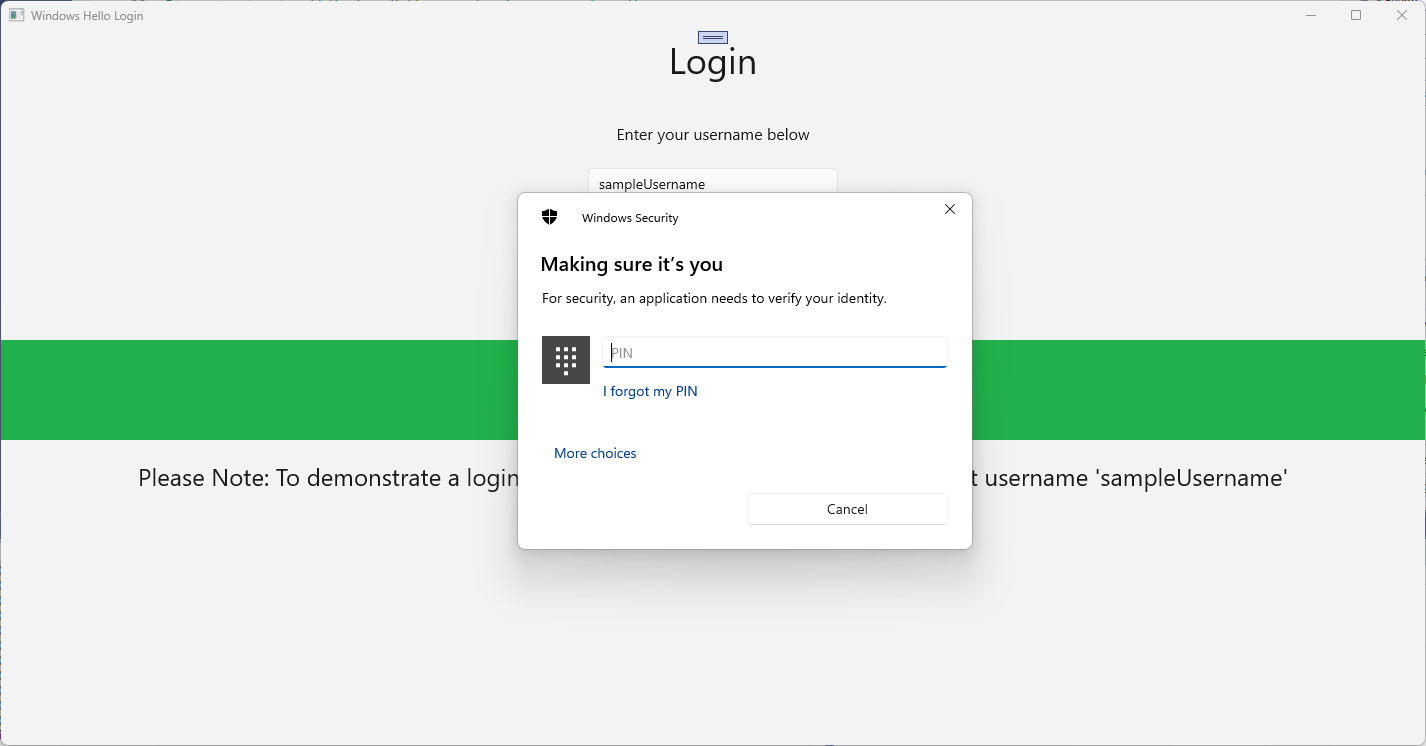 Windows Hello Login
Login
Enter your username below
sampleUsername
Windows Security
Making sure it's you
For security, an application needs to verify your identity.
PIN
I forgot my PIN
More choices
Please Note: To demonstrate a login
t username 'sampleUsername'
Cancel